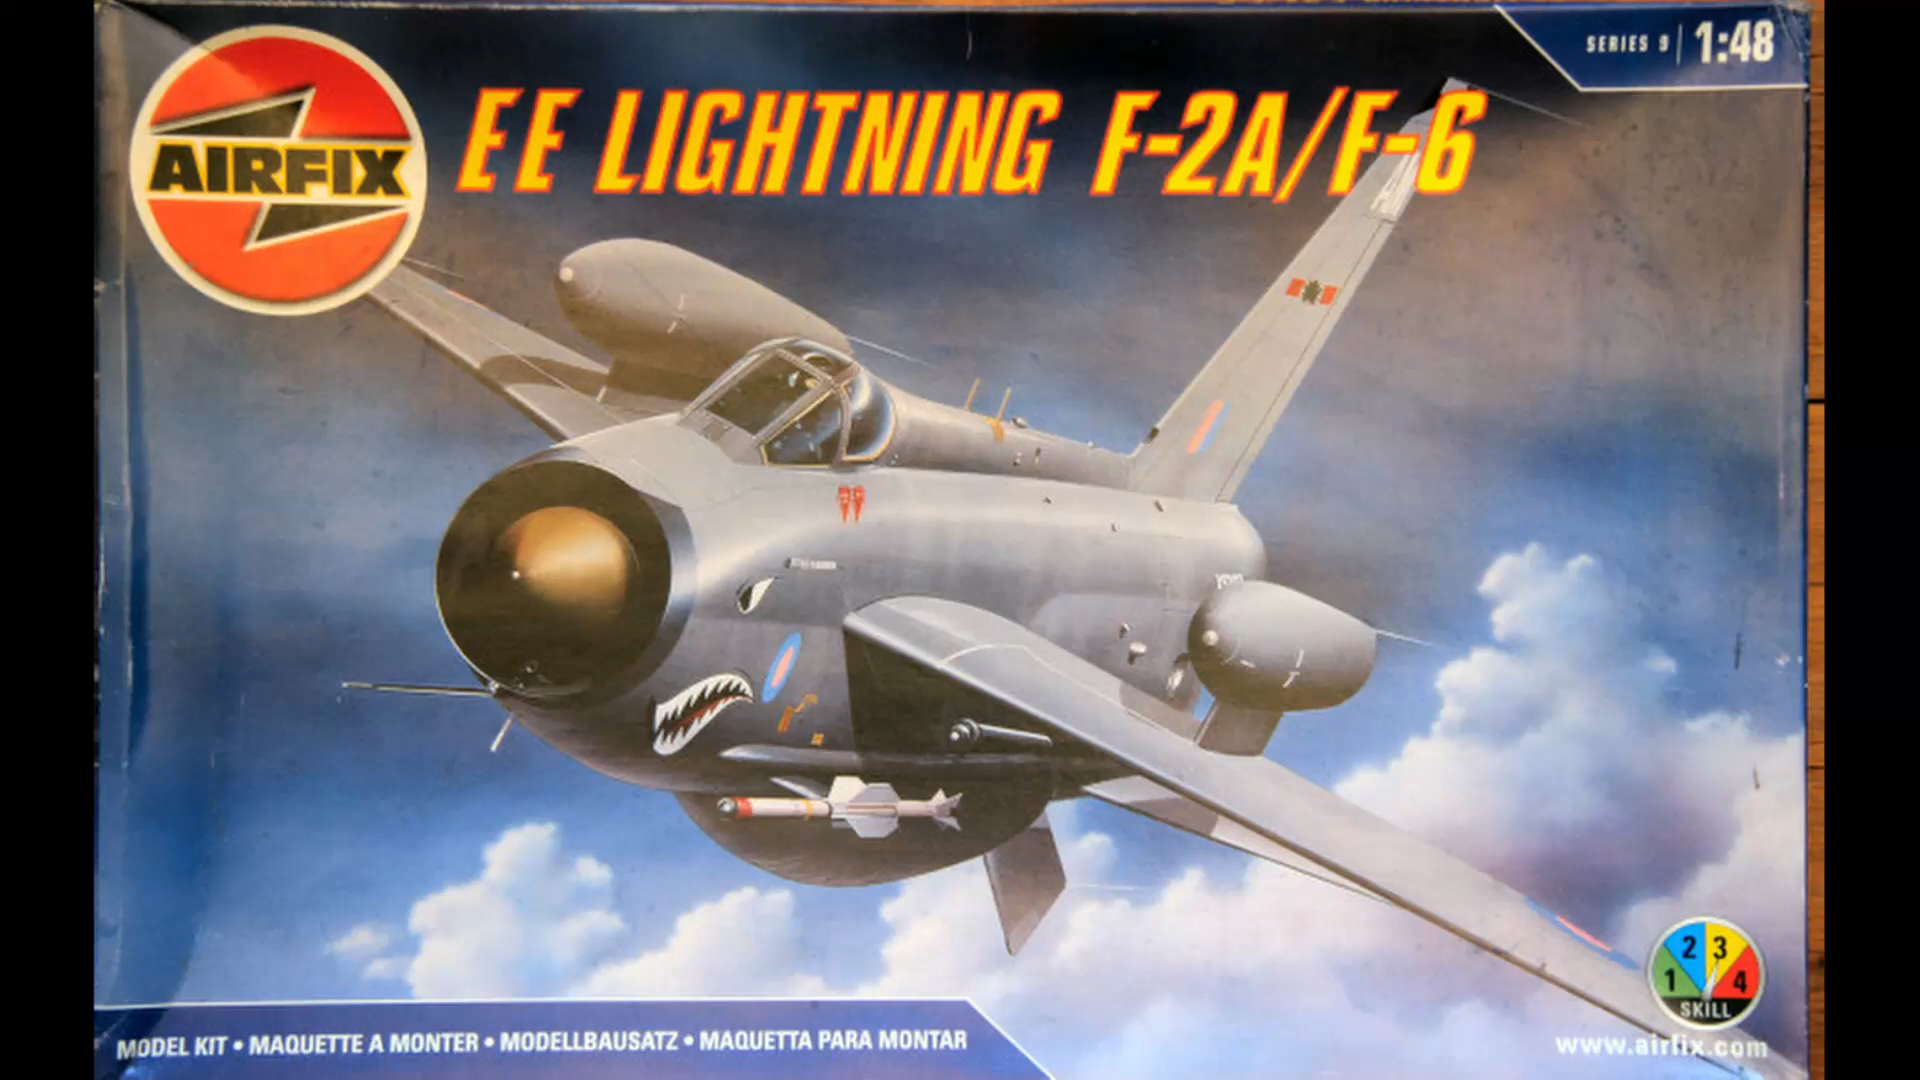 SERIES 9 1:48
AIRFIX
EE LIGHTNING F-2A/F-6
1 2 3 4
SKILL
MODEL KIT • MAQUETTE A MONTER • MODELLBAUSATZ • MAQUETTA PARA MONTAR
www.airfix.com